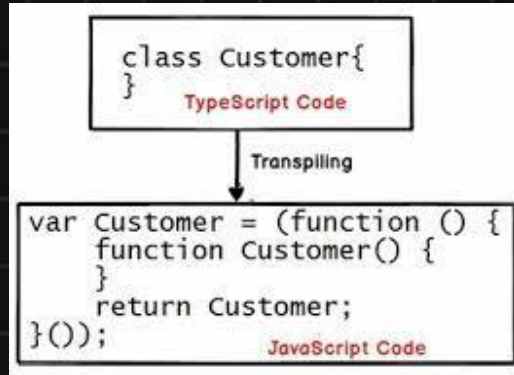 class Customer{
}
TypeScript Code
Transpiling
var Customer = (function () {
function Customer() {
}
return Customer;
}());
JavaScript Code